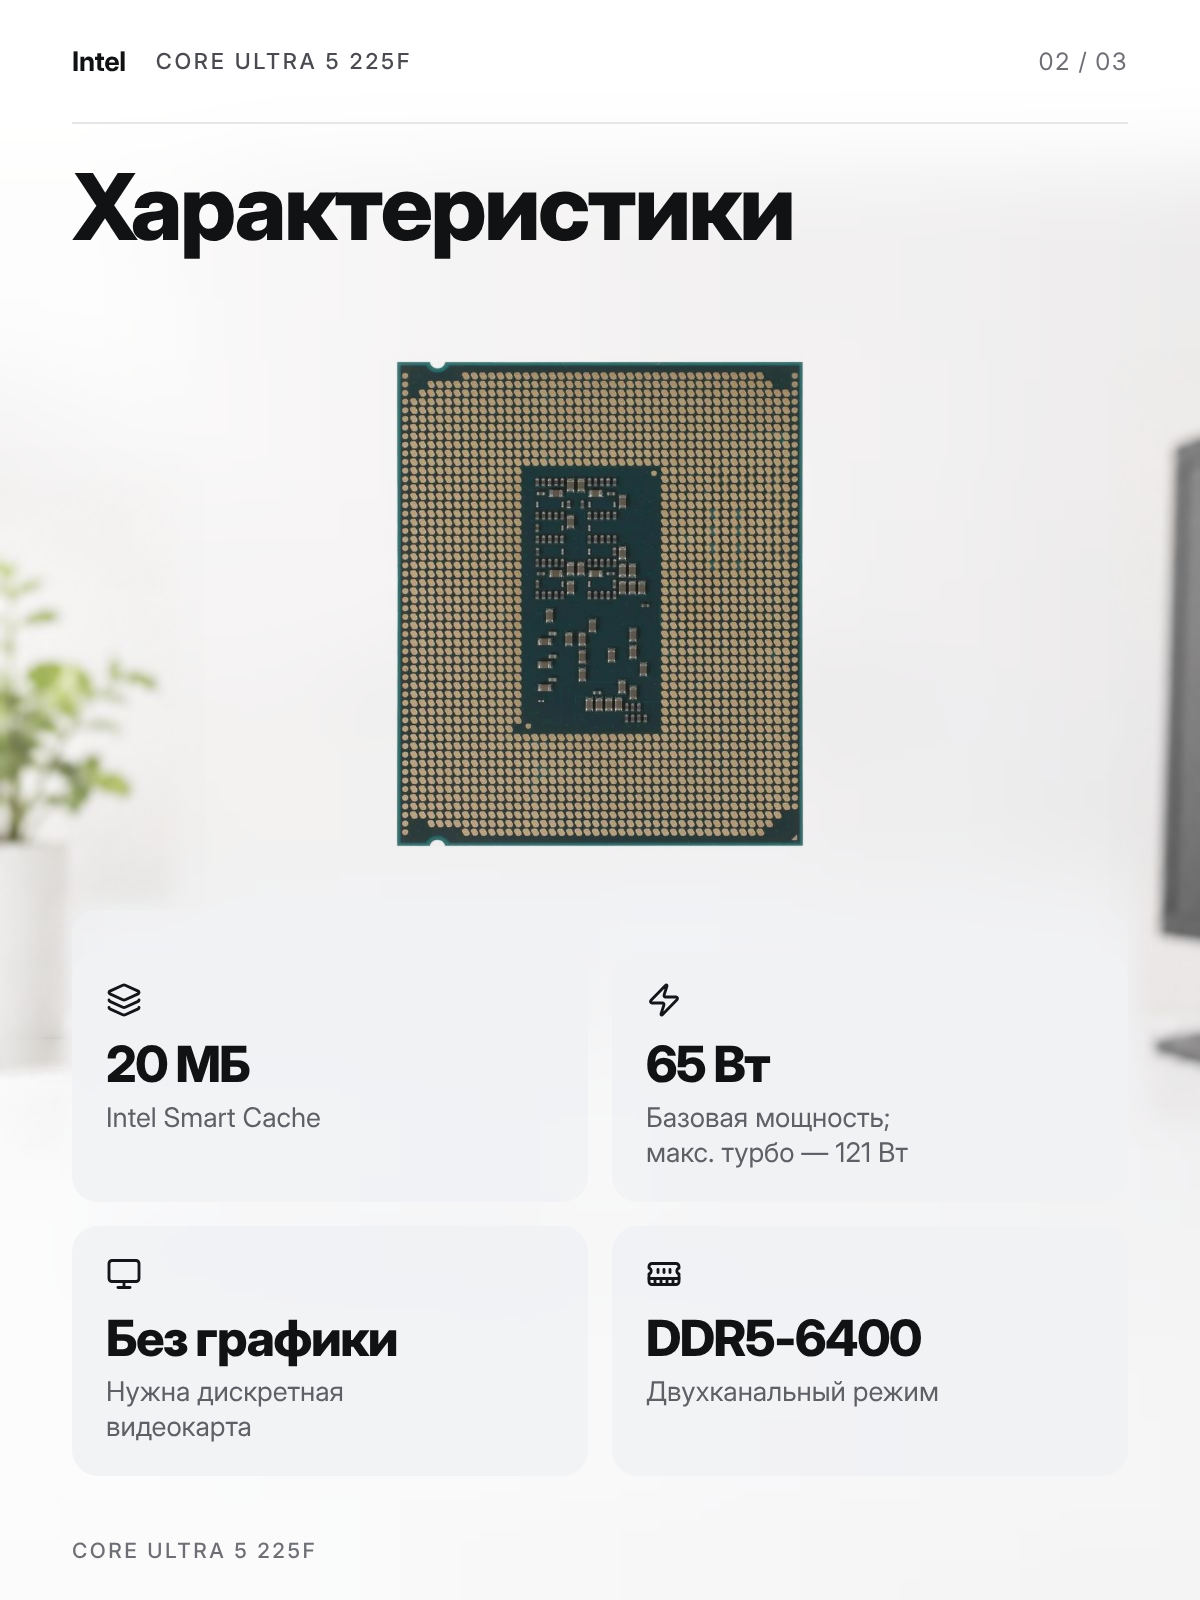 Intel CORE ULTRA 5 225F 02 / 03
Характеристики
20 МБ
Intel Smart Cache
65 Вт
Базовая мощность;
макс. турбо — 121 Вт
Без графики
Нужна дискретная
видеокарта
DDR5-6400
Двухканальный режим
CORE ULTRA 5 225F